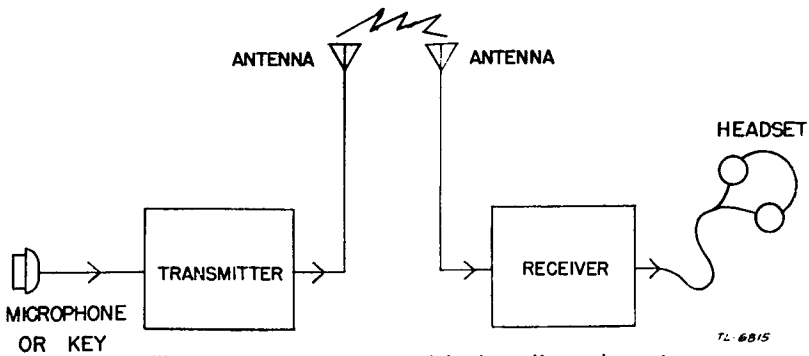 ANTENNA
ANTENNA
HEADSET
TRANSMITTER
RECEIVER
MICROPHONE
OR KEY
TL-6815